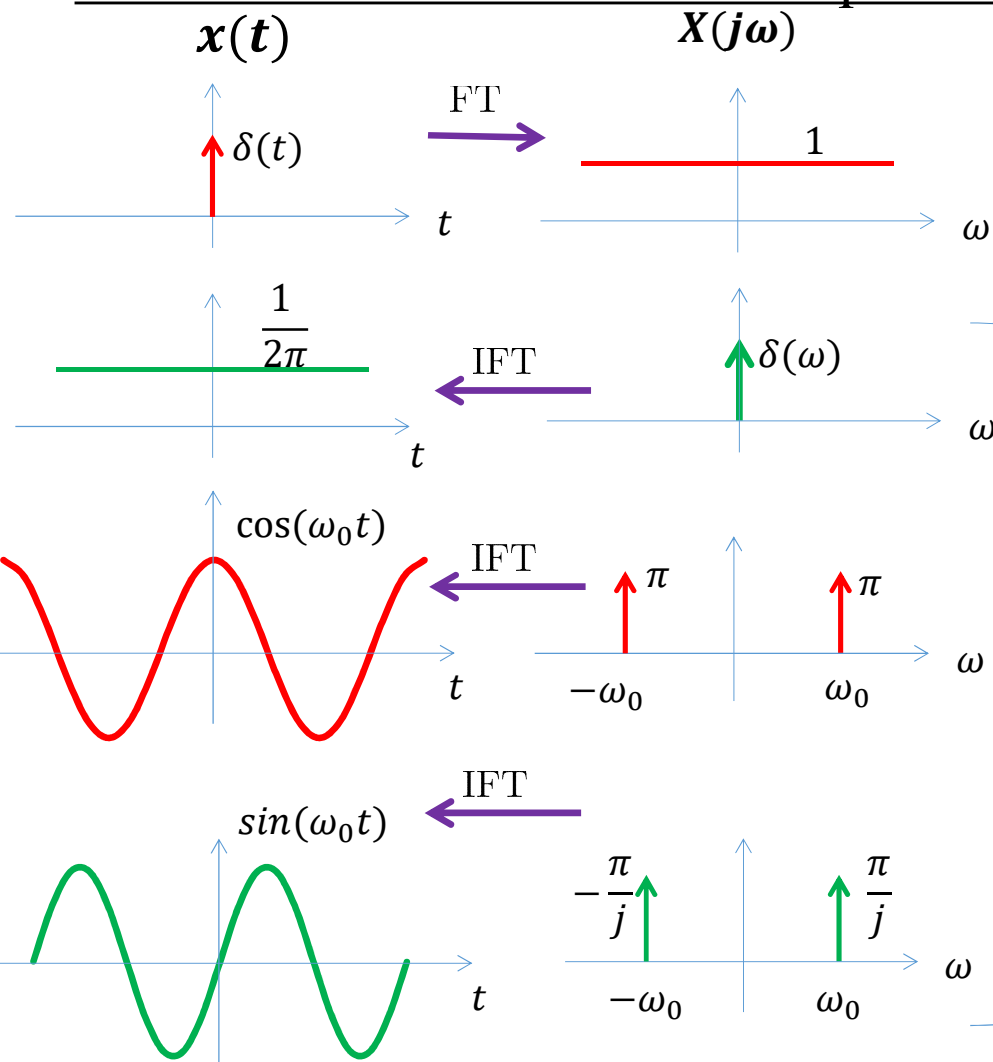 x(t) X(jω)
FT
δ(t) 1
t ω
1/2π
IFT
δ(ω)
t ω
cos(ω₀t)
IFT
π π
t −ω₀ ω₀ ω
IFT
sin(ω₀t)
−π/j π/j
t −ω₀ ω₀ ω